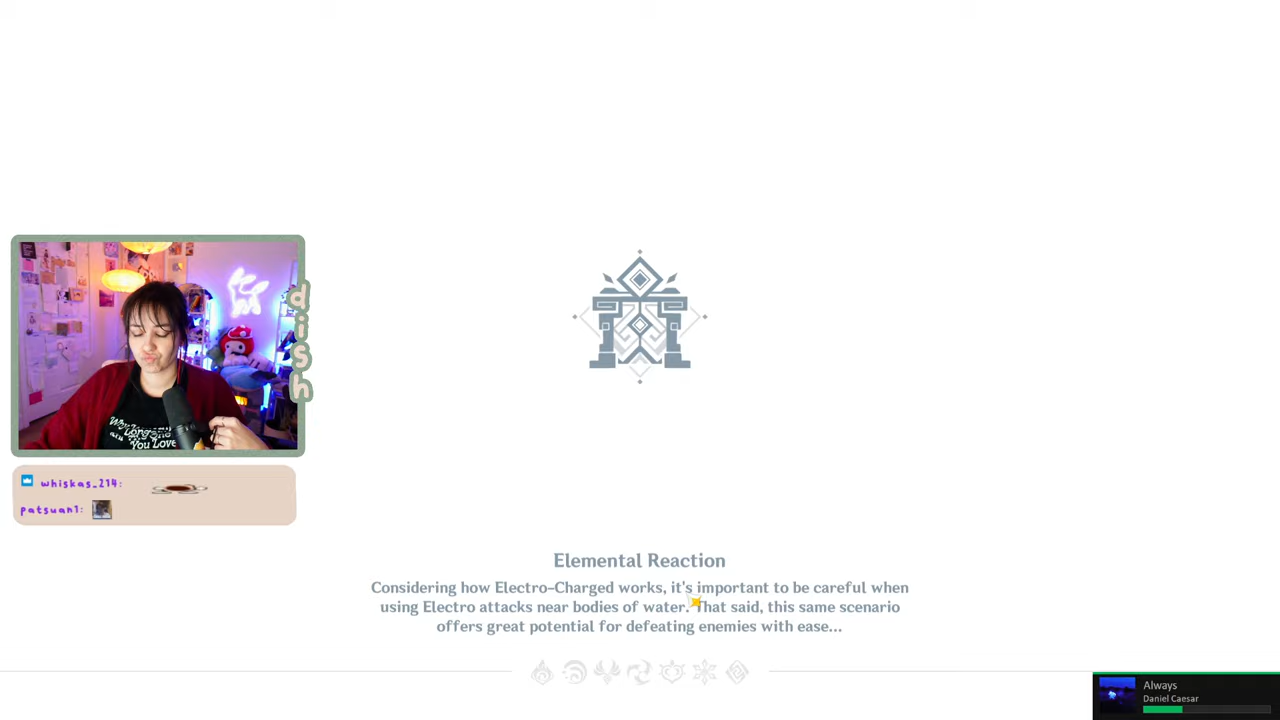 dish
whiskas_214:
patsuan1:
Elemental Reaction
Considering how Electro-Charged works, it's important to be careful when
using Electro attacks near bodies of water. That said, this same scenario
offers great potential for defeating enemies with ease...
Always
Daniel Caesar